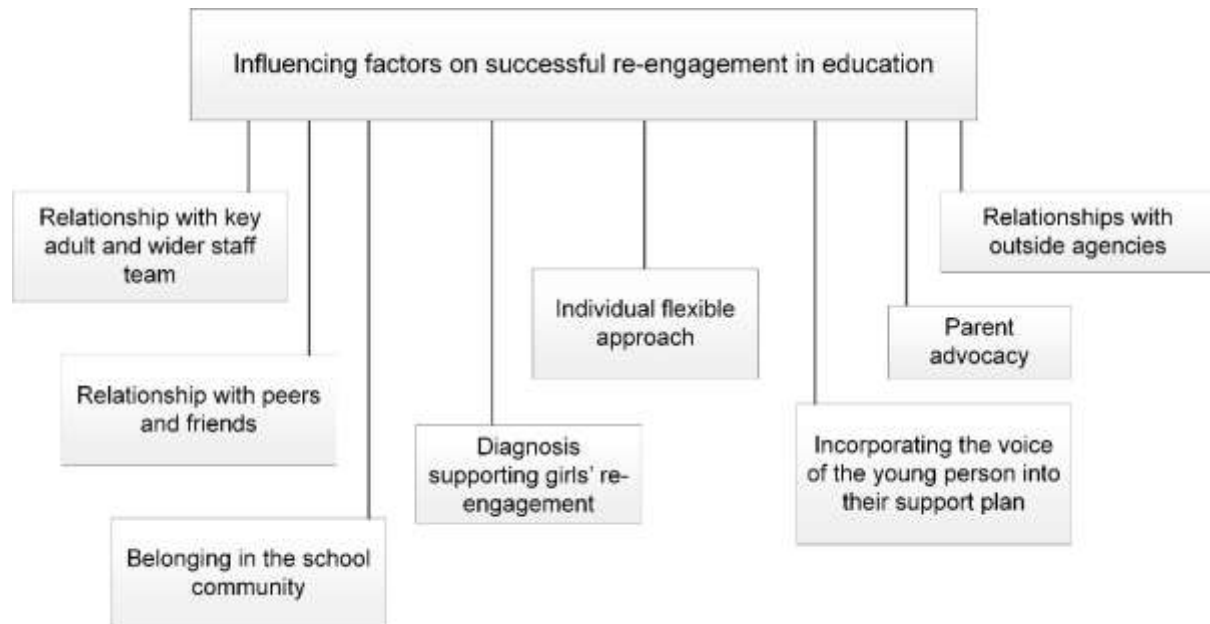 Influencing factors on successful re-engagement in education
Relationship with key
adult and wider staff
team
Relationships with
outside agencies
Individual flexible
approach
Parent
advocacy
Relationship with peers
and friends
Diagnosis
supporting girls’ re-
engagement
Incorporating the voice
of the young person into
their support plan
Belonging in the school
community